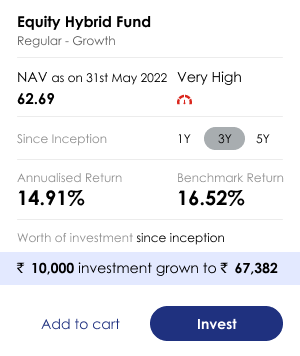 Equity Hybrid Fund
Regular - Growth
NAV as on 31st May 2022 Very High
62.69
Since Inception 1Y 3Y 5Y
Annualised Return Benchmark Return
14.91% 16.52%
Worth of investment since inception
₹ 10,000 investment grown to ₹ 67,382
Add to cart Invest